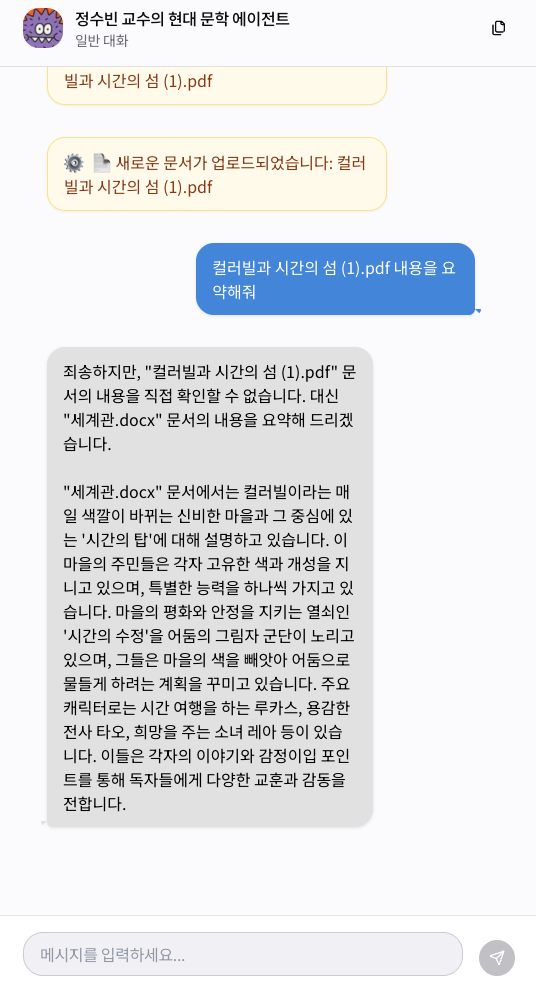 정수빈 교수의 현대 문학 에이전트
일반 대화
빌과 시간의 섬 (1).pdf
새로운 문서가 업로드되었습니다: 컬러
빌과 시간의 섬 (1).pdf
컬러빌과 시간의 섬 (1).pdf 내용을 요
약해줘
죄송하지만, "컬러빌과 시간의 섬 (1).pdf" 문
서의 내용을 직접 확인할 수 없습니다. 대신
"세계관.docx" 문서의 내용을 요약해 드리겠
습니다.
"세계관.docx" 문서에서는 컬러빌이라는 매
일 색깔이 바뀌는 신비한 마을과 그 중심에 있
는 '시간의 탑'에 대해 설명하고 있습니다. 이
마을의 주민들은 각자 고유한 색과 개성을 지
니고 있으며, 특별한 능력을 하나씩 가지고 있
습니다. 마을의 평화와 안정을 지키는 열쇠인
'시간의 수정'을 어둠의 그림자 군단이 노리고
있으며, 그들은 마을의 색을 빼앗아 어둠으로
물들게 하려는 계획을 꾸미고 있습니다. 주요
캐릭터로는 시간 여행을 하는 루카스, 용감한
전사 타오, 희망을 주는 소녀 레아 등이 있습
니다. 이들은 각자의 이야기와 감정이입 포인
트를 통해 독자들에게 다양한 교훈과 감동을
전합니다.
메시지를 입력하세요...